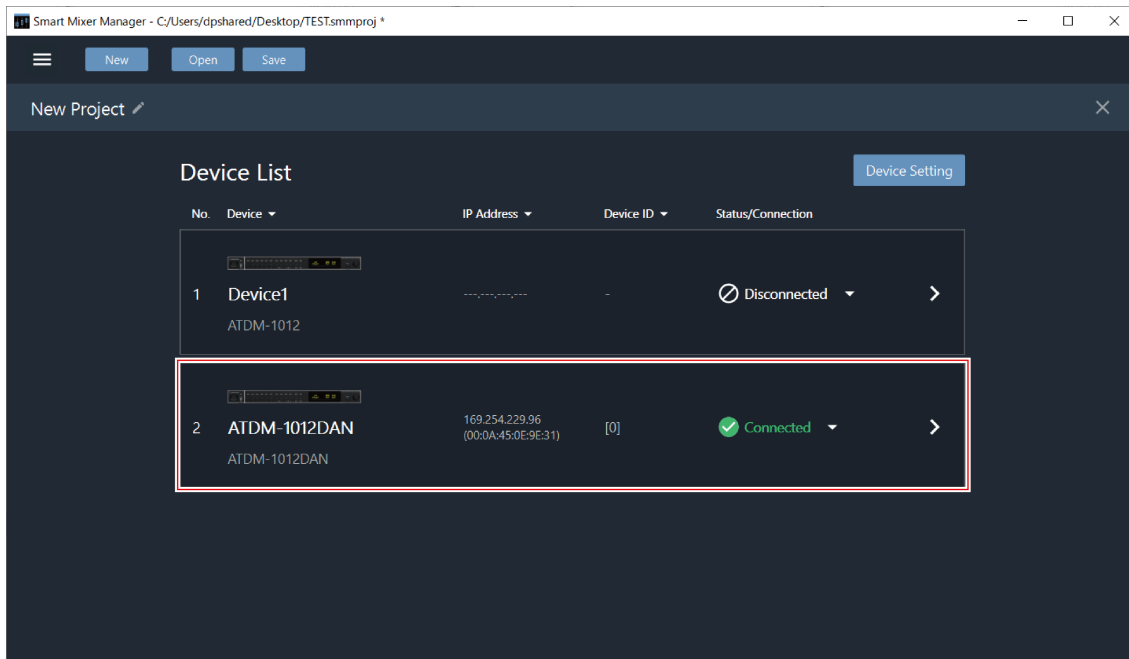 Smart Mixer Manager - C:/Users/dpshared/Desktop/TEST.smmproj *
New Open Save
New Project
Device List Device Setting
No. Device IP Address Device ID Status/Connection
1 Device1 ---.---.---.--- - Disconnected
ATDM-1012
2 ATDM-1012DAN 169.254.229.96 [0] Connected
(00:0A:45:0E:9E:31)
ATDM-1012DAN